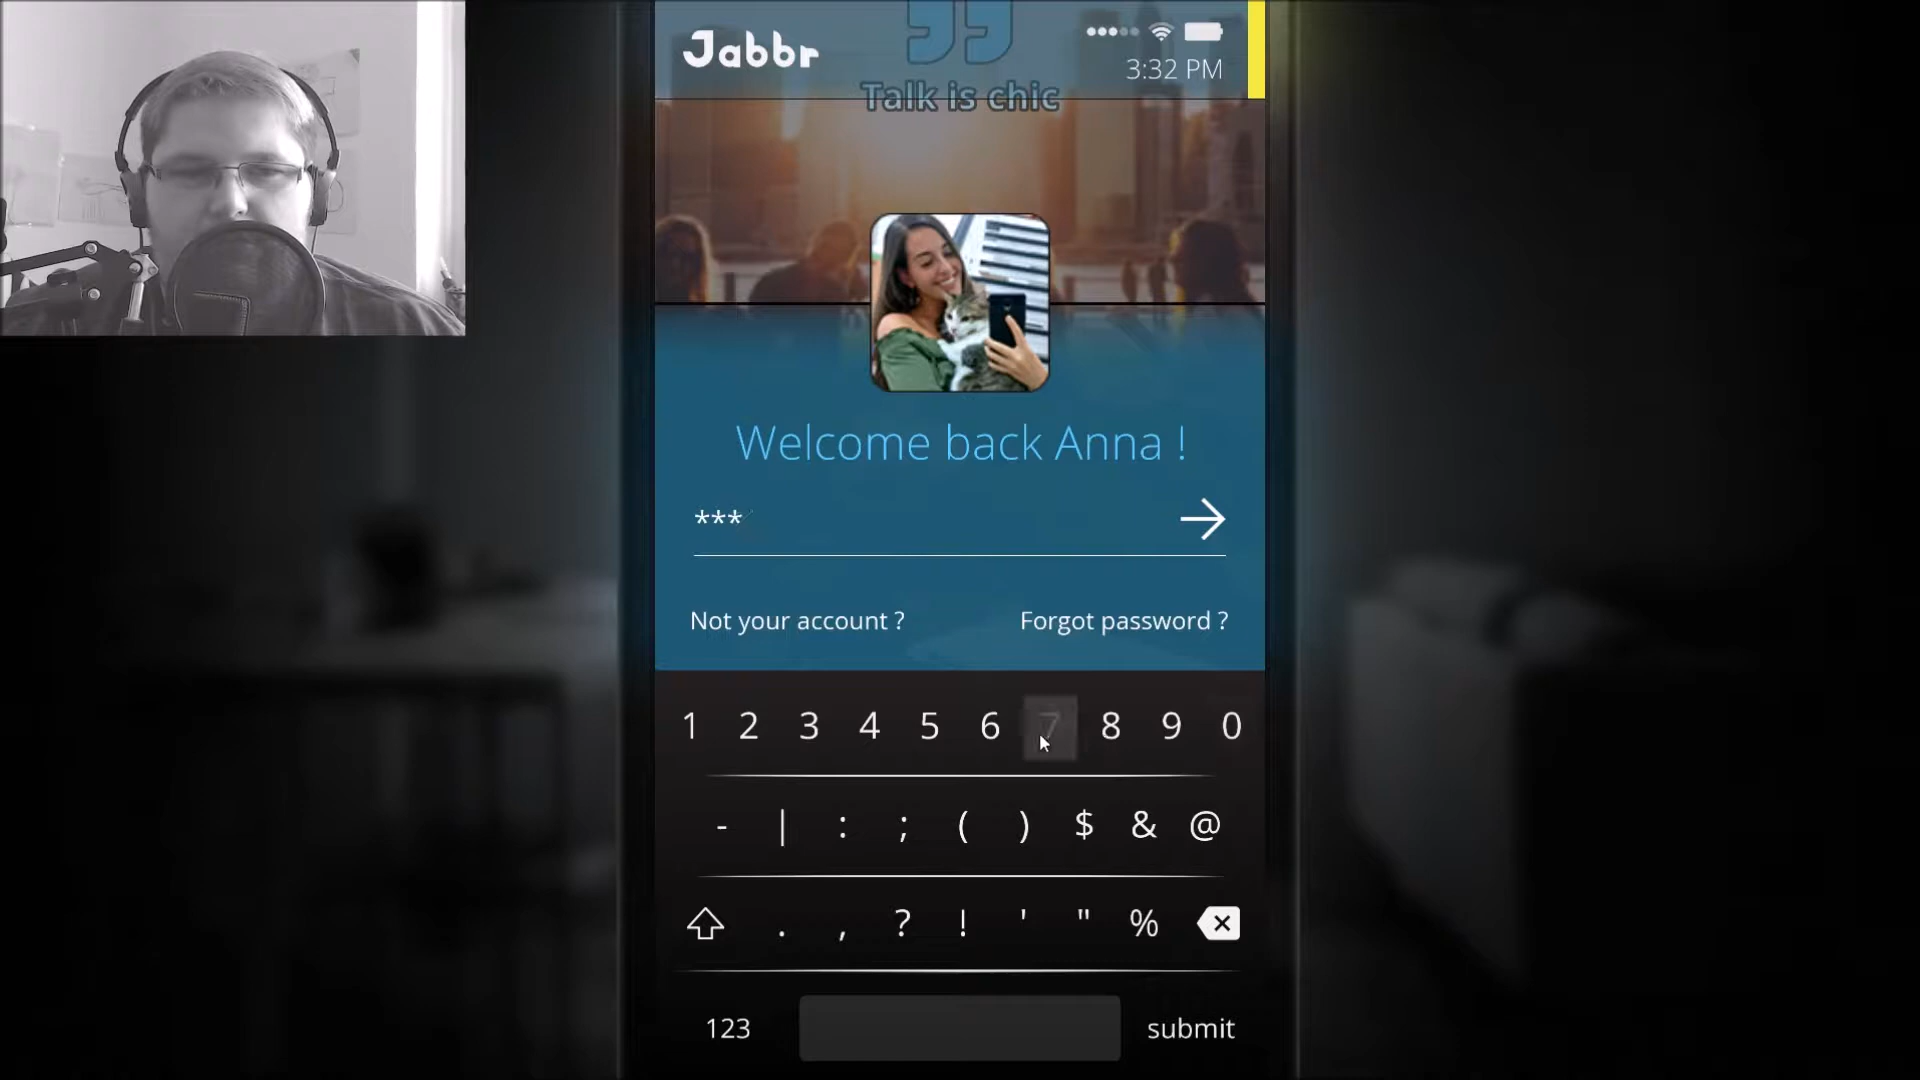 Jabbr
3:32 PM
Talk is chic
Welcome back Anna !
***
Not your account ? Forgot password ?
1 2 3 4 5 6 7 8 9 0
- | : ; ( ) $ & @
. , ? ! ' " %
123 submit